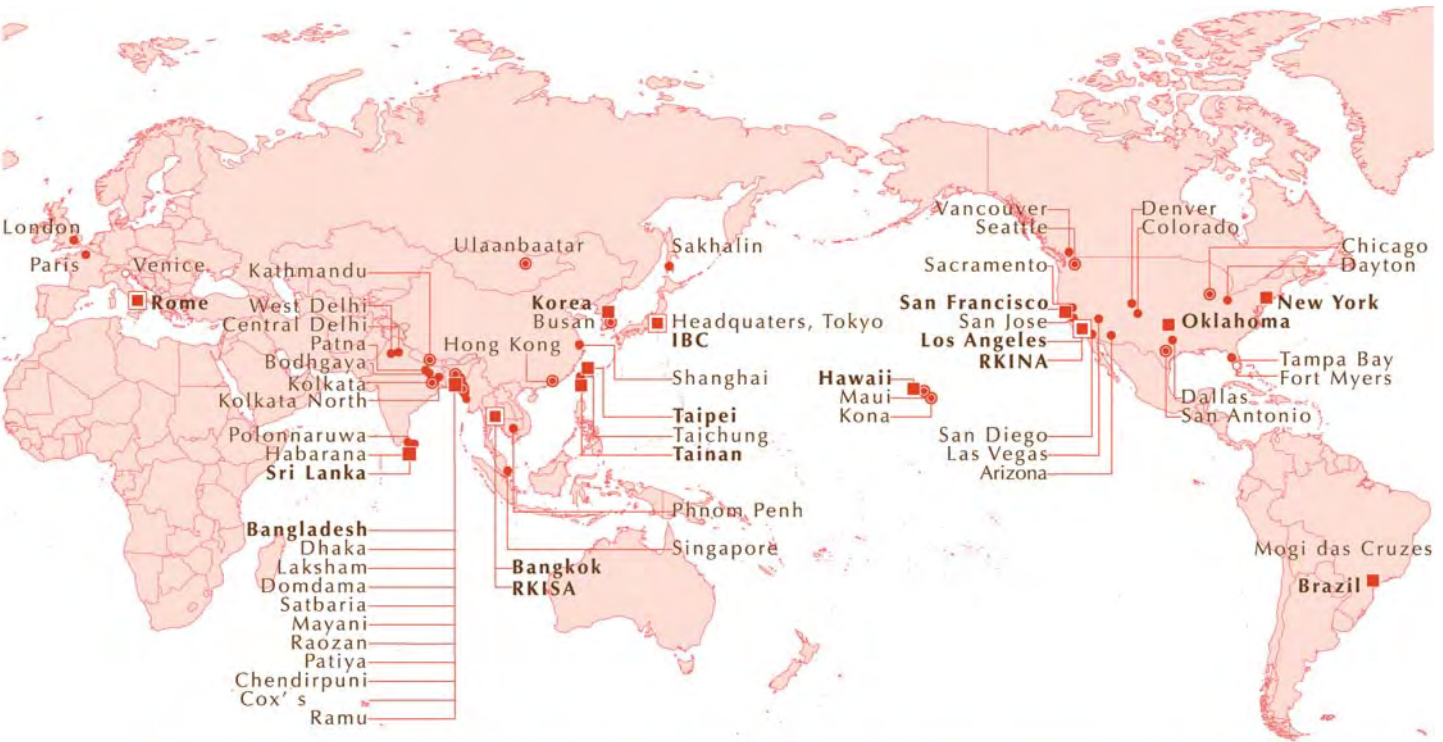 London
Paris
Venice
Rome
Ulaanbaatar
Sakhalin
Kathmandu
West Delhi
Central Delhi
Patna
Bodhgaya
Kolkata
Kolkata North
Korea
Busan
Headquaters, Tokyo
IBC
Hong Kong
Shanghai
Taipei
Taichung
Tainan
Polonnaruwa
Habarana
Sri Lanka
Phnom Penh
Singapore
Bangkok
RKISA
Bangladesh
Dhaka
Laksham
Domdama
Satbaria
Mayani
Raozan
Patiya
Chendirpuni
Cox' s
Ramu
Vancouver
Seattle
Sacramento
San Francisco
San Jose
Los Angeles
RKINA
Hawaii
Maui
Kona
San Diego
Las Vegas
Arizona
Denver
Colorado
Chicago
Dayton
New York
Oklahoma
Tampa Bay
Fort Myers
Dallas
San Antonio
Mogi das Cruzes
Brazil